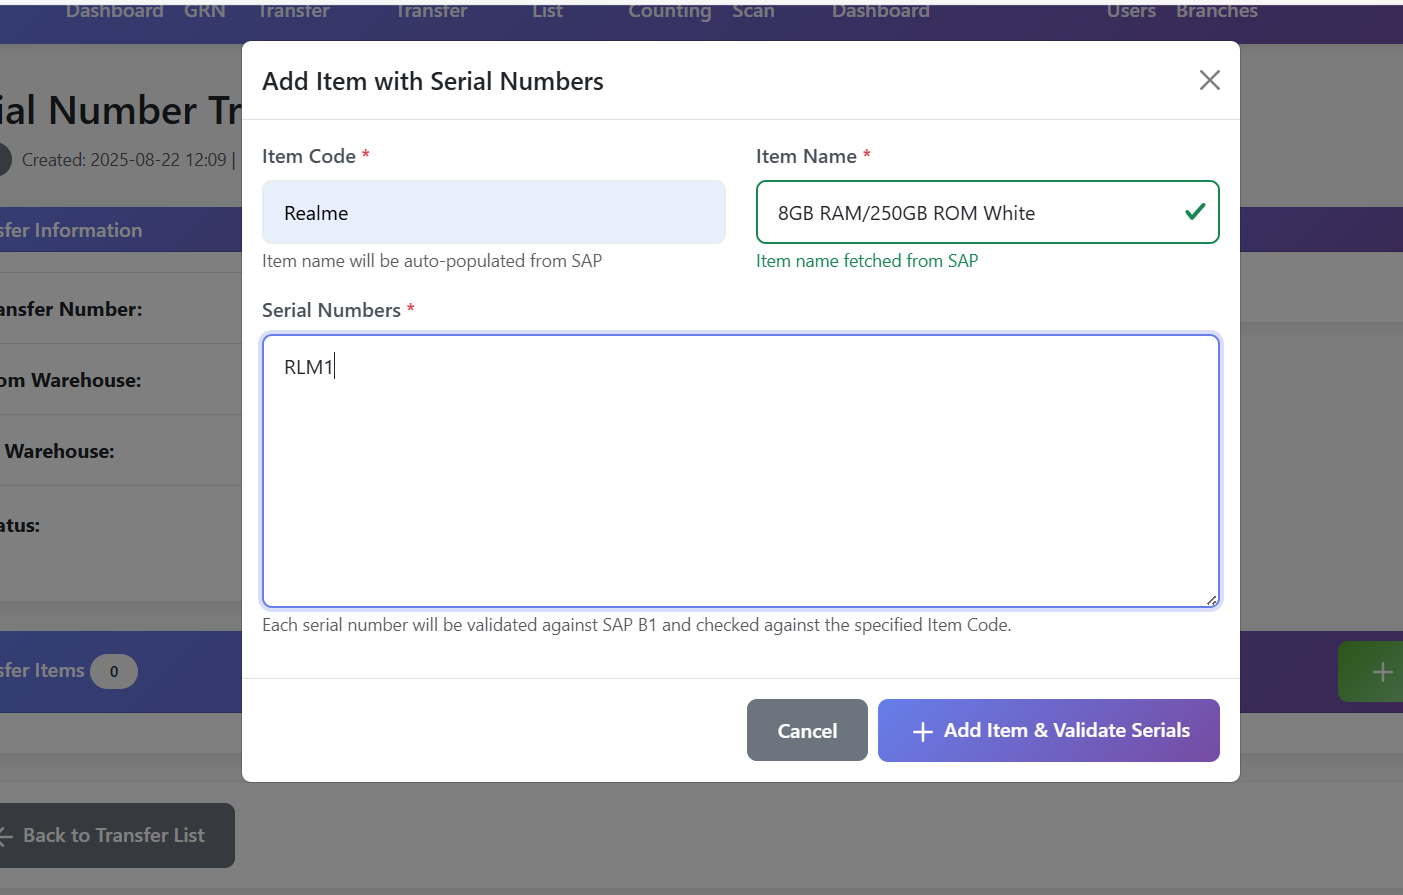 Dashboard GRN Transfer Transfer List Counting Scan Dashboard Users Branches
Add Item with Serial Numbers
ial Number Tr
Created: 2025-08-22 12:09 |
Item Code *
Item Name *
Realme
8GB RAM/250GB ROM White
Item name will be auto-populated from SAP
Item name fetched from SAP
sfer Information
Serial Numbers *
ansfer Number:
RLM1
om Warehouse:
Warehouse:
atus:
Each serial number will be validated against SAP B1 and checked against the specified Item Code.
sfer Items 0
+
Cancel
+ Add Item & Validate Serials
← Back to Transfer List